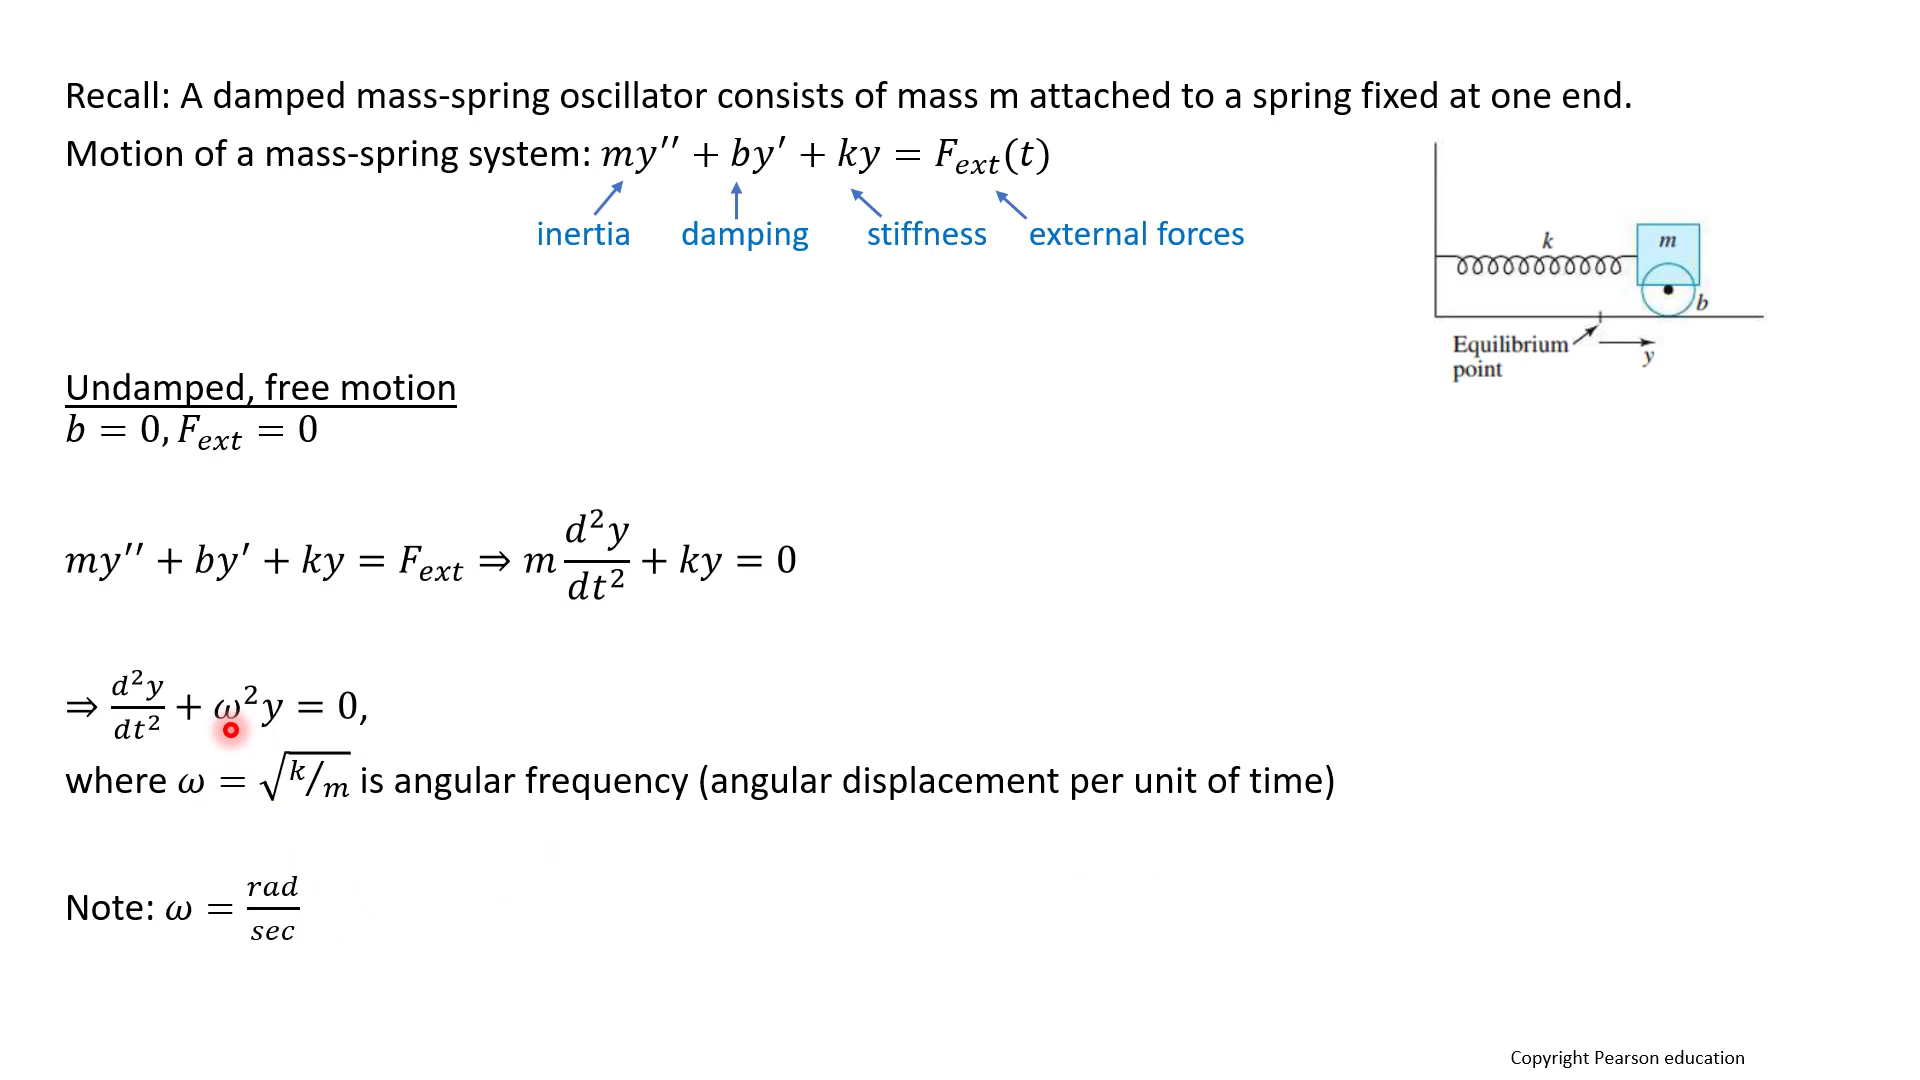 Recall: A damped mass-spring oscillator consists of mass m attached to a spring fixed at one end.
Motion of a mass-spring system: my′′ + by′ + ky = F_ext(t)
inertia damping stiffness external forces
k
m
b
Equilibrium
point
y
Undamped, free motion
b = 0, F_ext = 0
my′′ + by′ + ky = F_ext ⇒ m d²y/dt² + ky = 0
⇒ d²y/dt² + ω²y = 0,
where ω = √(k/m) is angular frequency (angular displacement per unit of time)
Note: ω = rad/sec
Copyright Pearson education